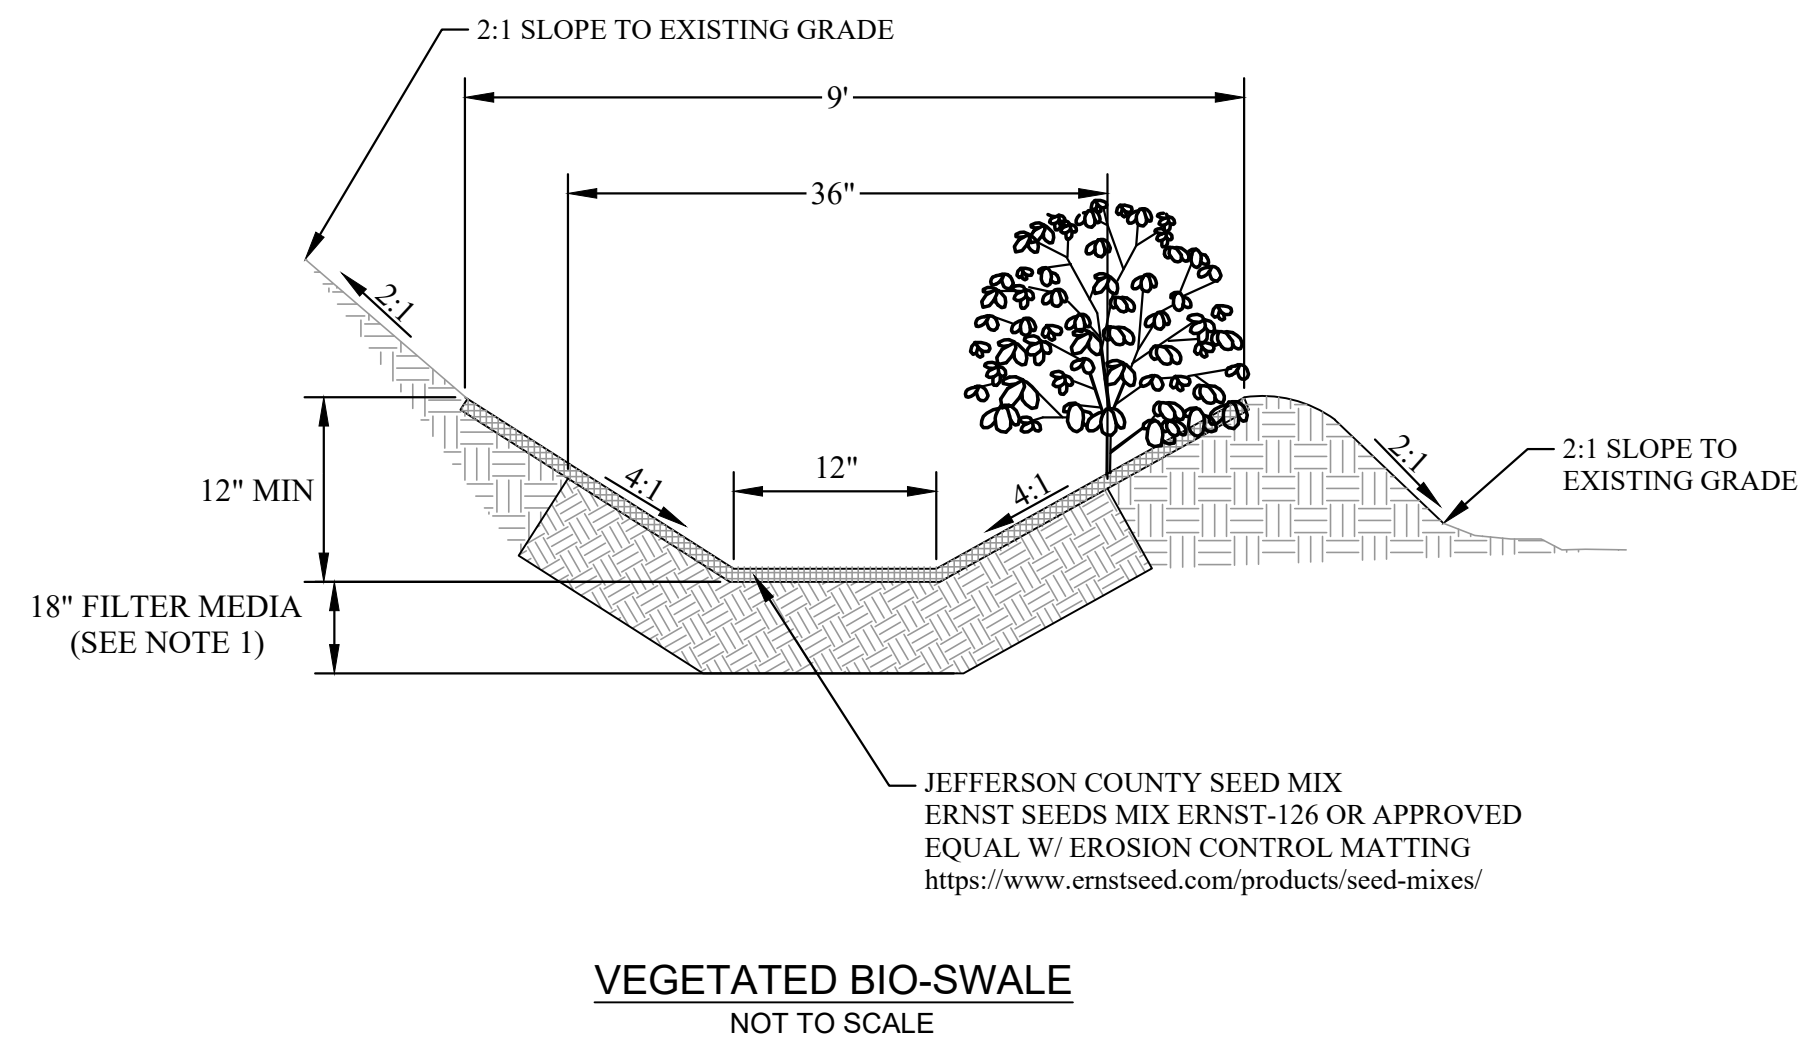 2:1 SLOPE TO EXISTING GRADE
9'
36"
2:1
12" MIN
4:1
12"
4:1
2:1
2:1 SLOPE TO
EXISTING GRADE
18" FILTER MEDIA
(SEE NOTE 1)
JEFFERSON COUNTY SEED MIX
ERNST SEEDS MIX ERNST-126 OR APPROVED
EQUAL W/ EROSION CONTROL MATTING
https://www.ernstseed.com/products/seed-mixes/
VEGETATED BIO-SWALE
NOT TO SCALE